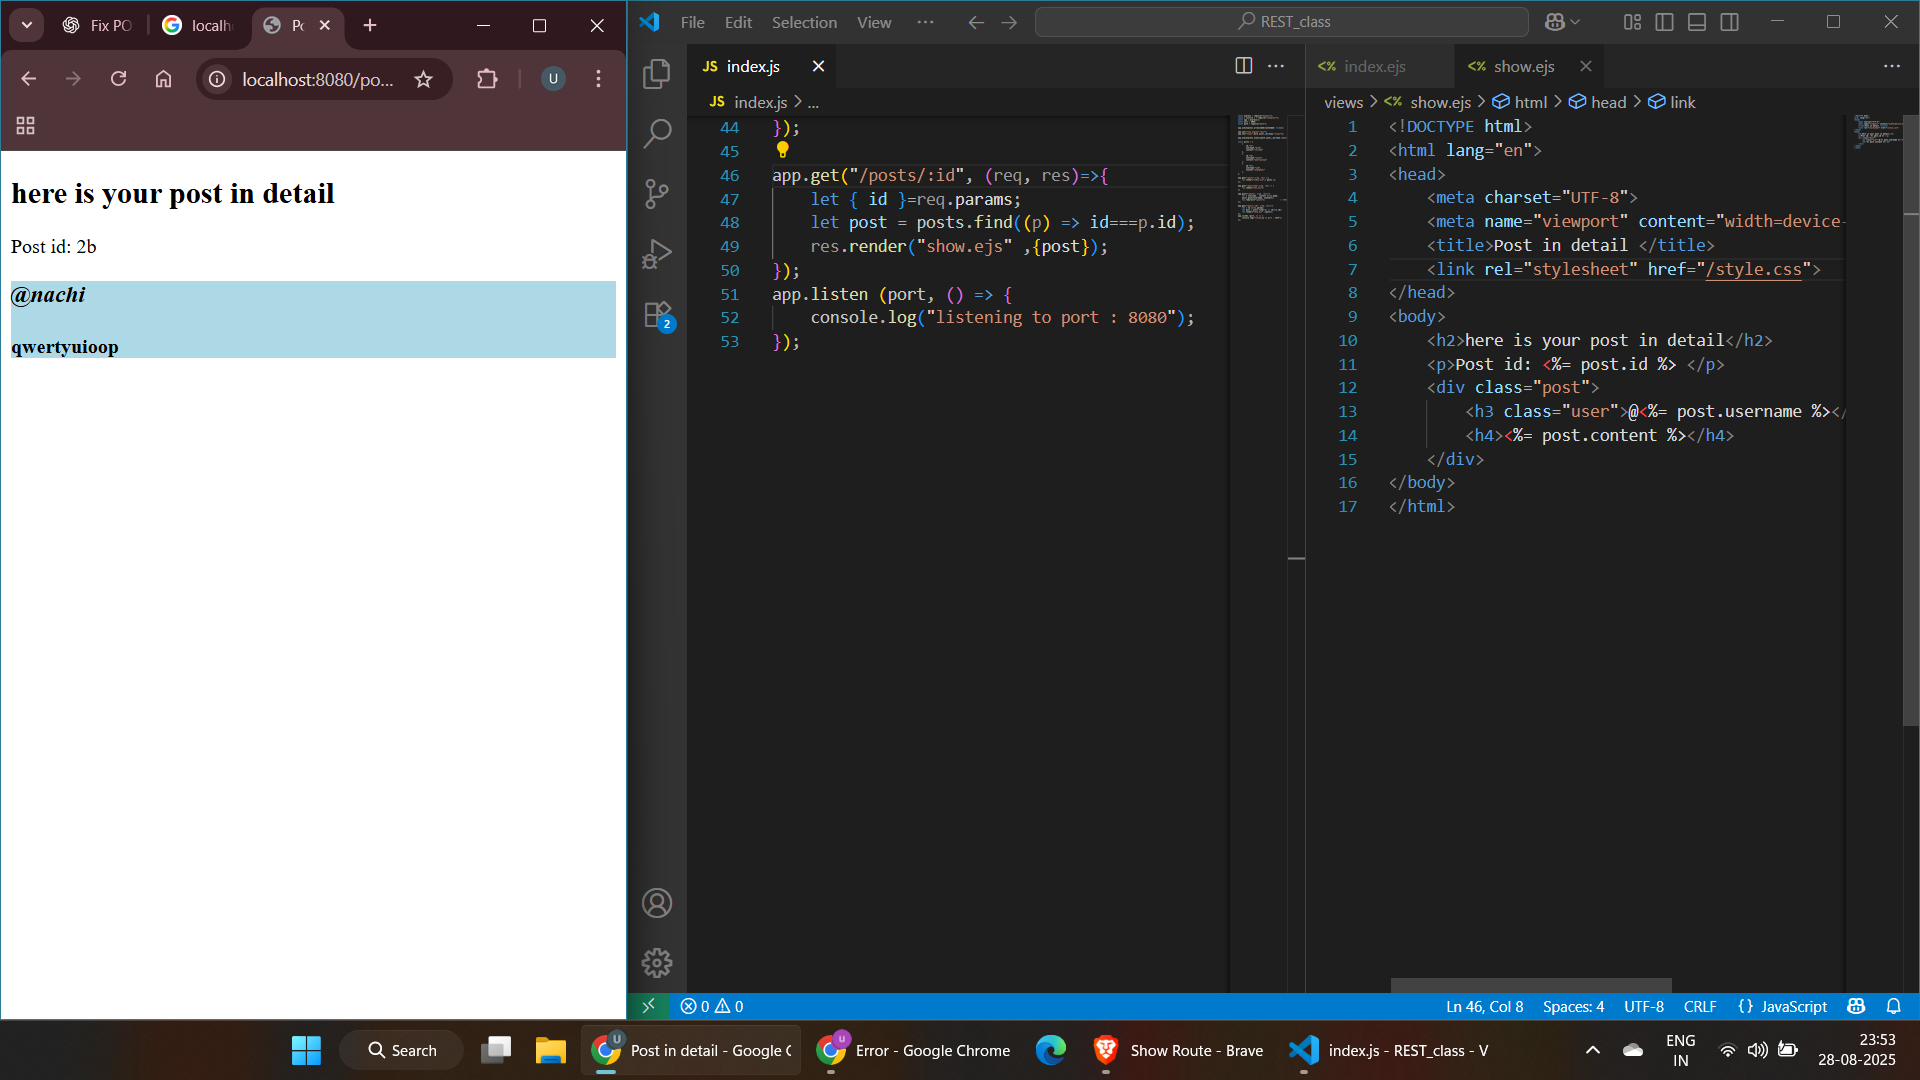 Fix PO
localh
Po
localhost:8080/po...
U
here is your post in detail
Post id: 2b
@nachi
qwertyuioop
File Edit Selection View ···
REST_class
JS index.js
JS index.js > ...
44 });
45
46 app.get("/posts/:id", (req, res)=>{
47 let { id }=req.params;
48 let post = posts.find((p) => id===p.id);
49 res.render("show.ejs" ,{post});
50 });
51 app.listen (port, () => {
52 console.log("listening to port : 8080");
53 });
<% index.ejs
<% show.ejs
views > <% show.ejs > html > head > link
1 <!DOCTYPE html>
2 <html lang="en">
3 <head>
4 <meta charset="UTF-8">
5 <meta name="viewport" content="width=device-
6 <title>Post in detail </title>
7 <link rel="stylesheet" href="/style.css">
8 </head>
9 <body>
10 <h2>here is your post in detail</h2>
11 <p>Post id: <%= post.id %> </p>
12 <div class="post">
13 <h3 class="user">@<%= post.username %></
14 <h4><%= post.content %></h4>
15 </div>
16 </body>
17 </html>
2
0 0
Ln 46, Col 8 Spaces: 4 UTF-8 CRLF {} JavaScript
Search
U
Post in detail - Google C
u
Error - Google Chrome
Show Route - Brave
index.js - REST_class - V
ENG
IN
23:53
28-08-2025